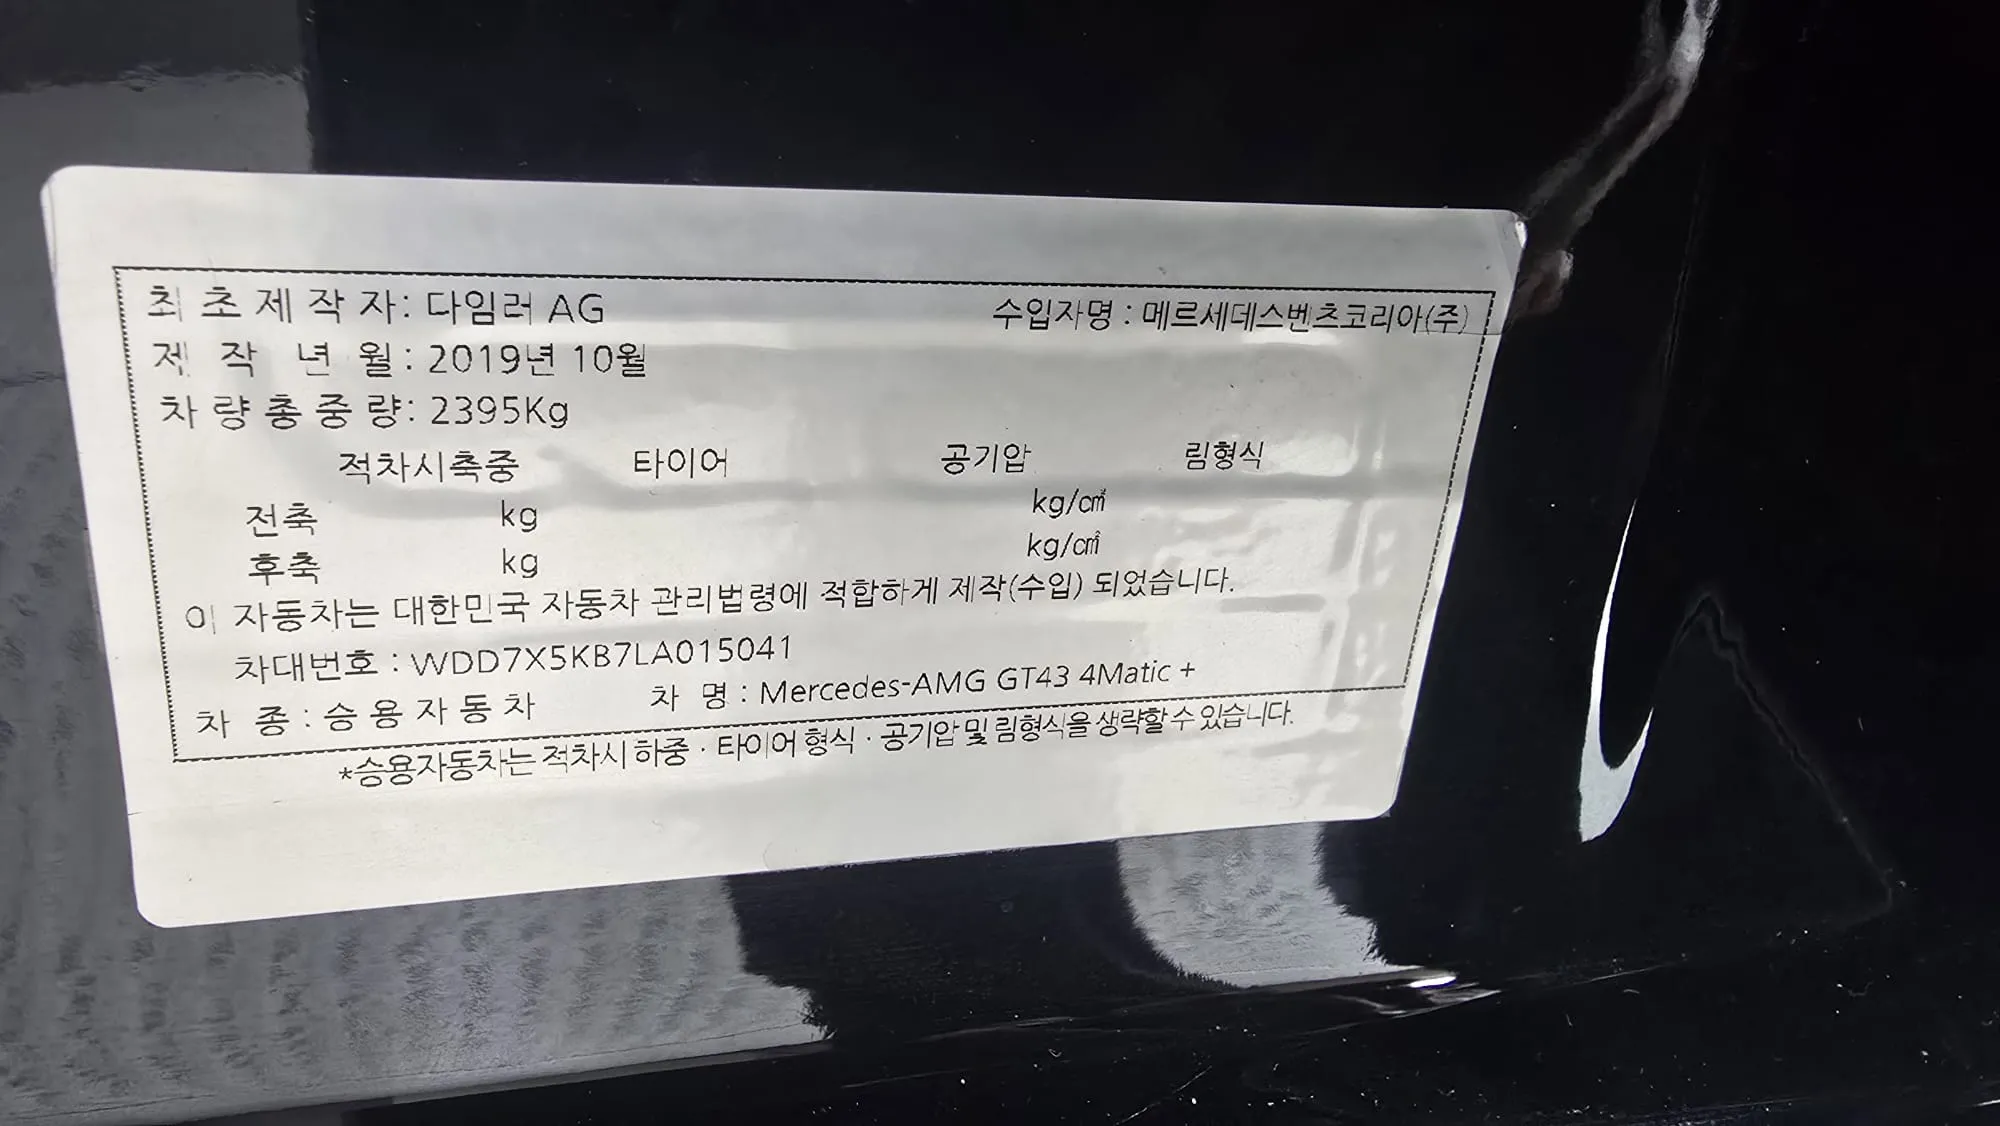 최 초 제 작 자: 다임러 AG 수입자명 : 메르세데스벤츠코리아(주)
제 작 년 월 : 2019년 10월
차 량 총 중 량: 2395Kg
적차시축중 타이어 공기압 림형식
전축 kg kg/㎠
후축 kg kg/㎠
이 자동차는 대한민국 자동차 관리법령에 적합하게 제작(수입) 되었습니다.
차대번호 : WDD7X5KB7LA015041
차 종 : 승 용 자 동 차 차 명 : Mercedes-AMG GT43 4Matic +
*승용자동차는 적차시 하중 · 타이어 형식 · 공기압 및 림형식을 생략할 수 있습니다.